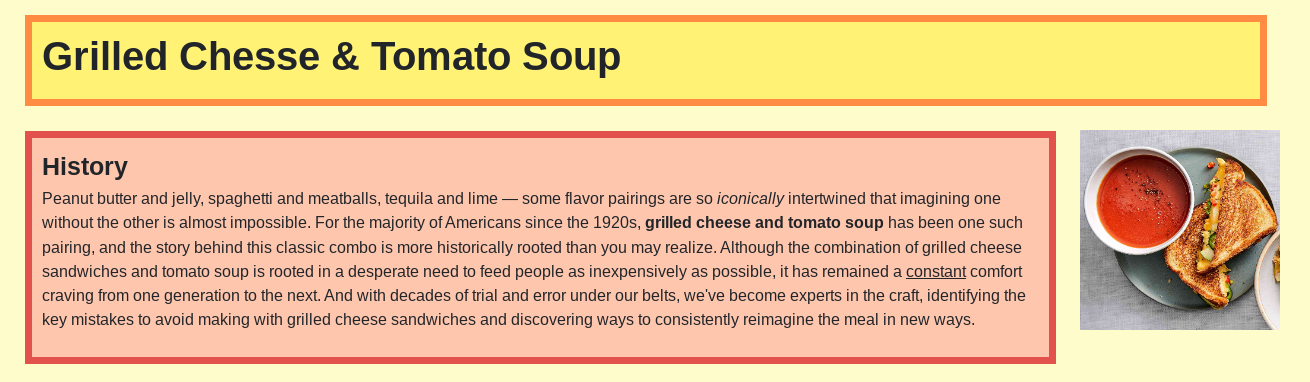 Grilled Chesse & Tomato Soup
History
Peanut butter and jelly, spaghetti and meatballs, tequila and lime — some flavor pairings are so iconically intertwined that imagining one
without the other is almost impossible. For the majority of Americans since the 1920s, grilled cheese and tomato soup has been one such
pairing, and the story behind this classic combo is more historically rooted than you may realize. Although the combination of grilled cheese
sandwiches and tomato soup is rooted in a desperate need to feed people as inexpensively as possible, it has remained a constant comfort
craving from one generation to the next. And with decades of trial and error under our belts, we've become experts in the craft, identifying the
key mistakes to avoid making with grilled cheese sandwiches and discovering ways to consistently reimagine the meal in new ways.